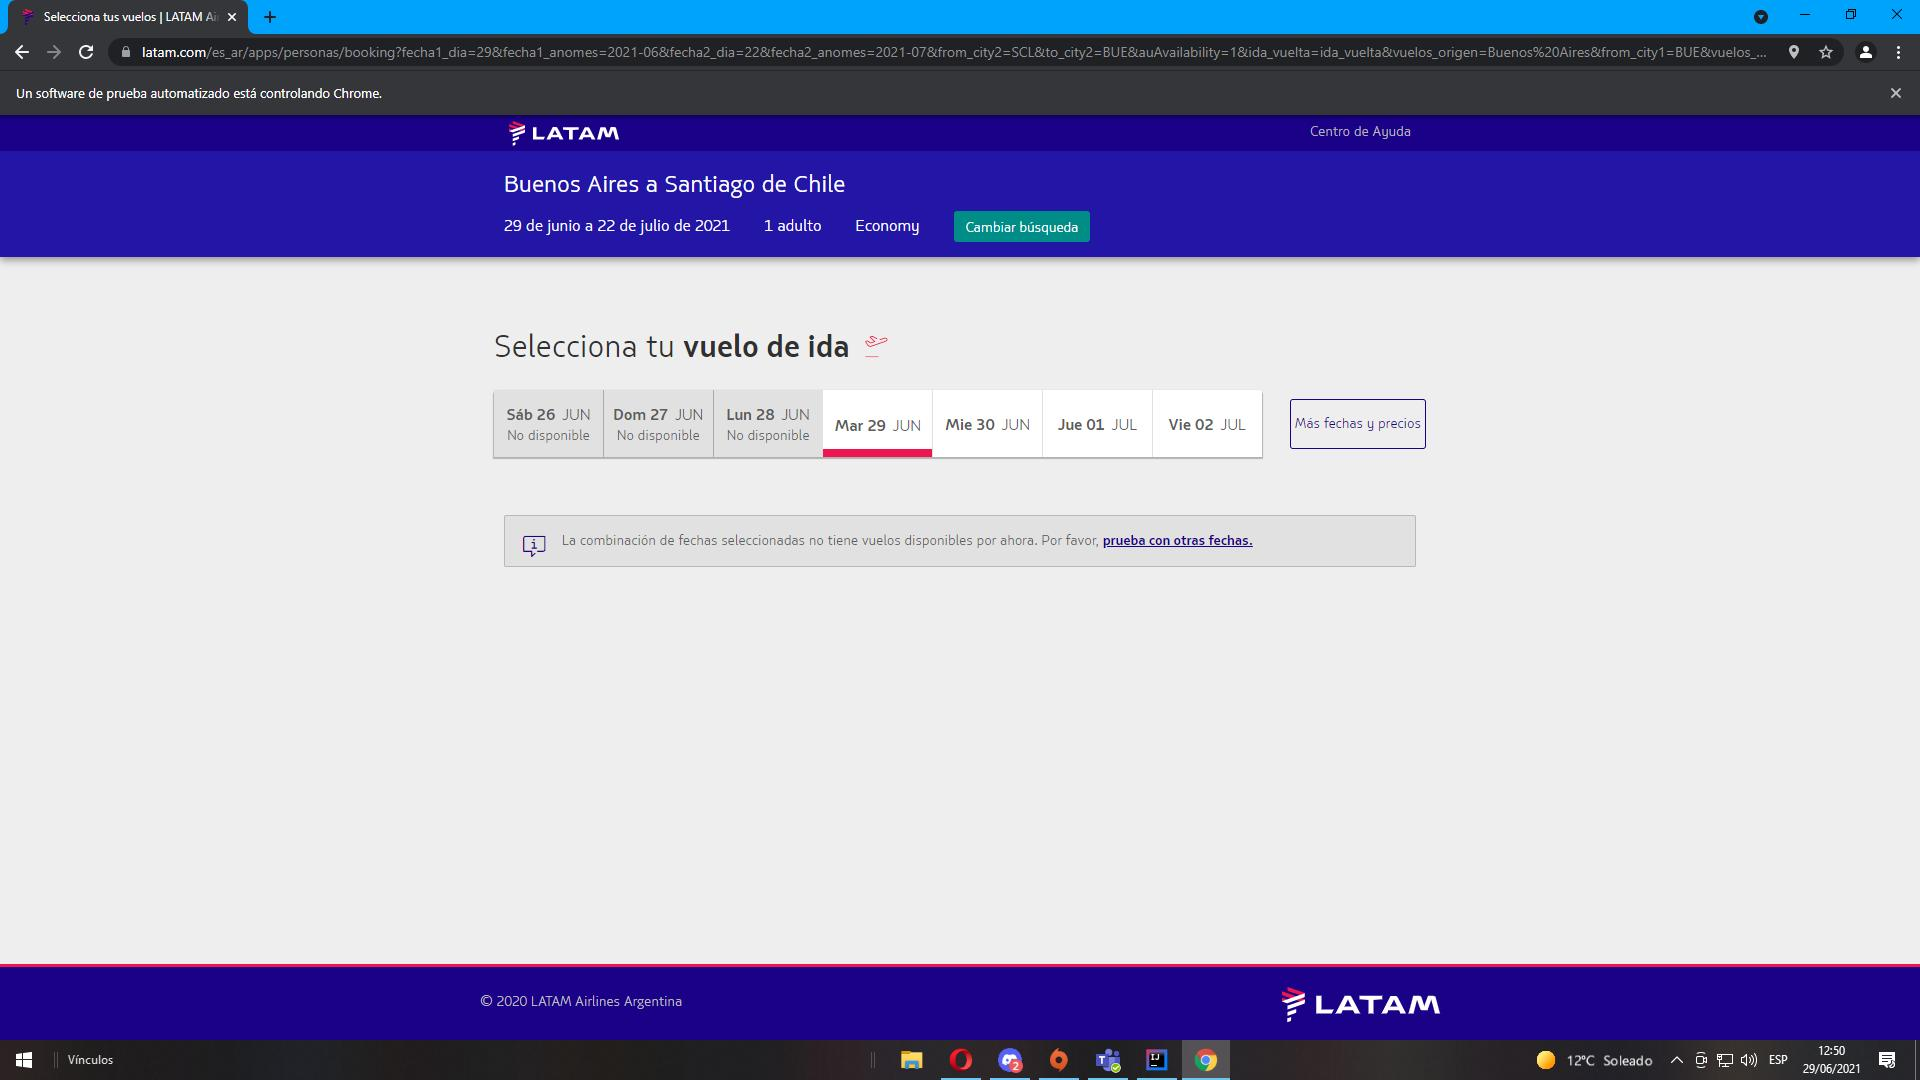 Selecciona tus vuelos | LATAM Ai
latam.com/es_ar/apps/personas/booking?fecha1_dia=29&fecha1_anomes=2021-06&fecha2_dia=22&fecha2_anomes=2021-07&from_city2=SCL&to_city2=BUE&auAvailability=1&ida_vuelta=ida_vuelta&vuelos_origen=Buenos%20Aires&from_city1=BUE&vuelos_...
Un software de prueba automatizado está controlando Chrome.
LATAM
Centro de Ayuda
Buenos Aires a Santiago de Chile
29 de junio a 22 de julio de 2021 1 adulto Economy Cambiar búsqueda
Selecciona tu vuelo de ida
Sáb 26 JUN
No disponible
Dom 27 JUN
No disponible
Lun 28 JUN
No disponible
Mar 29 JUN
Mie 30 JUN
Jue 01 JUL
Vie 02 JUL
Más fechas y precios
La combinación de fechas seleccionadas no tiene vuelos disponibles por ahora. Por favor, prueba con otras fechas.
© 2020 LATAM Airlines Argentina
LATAM
Vínculos
2
T
IJ
12°C Soleado
ESP
12:50
29/06/2021